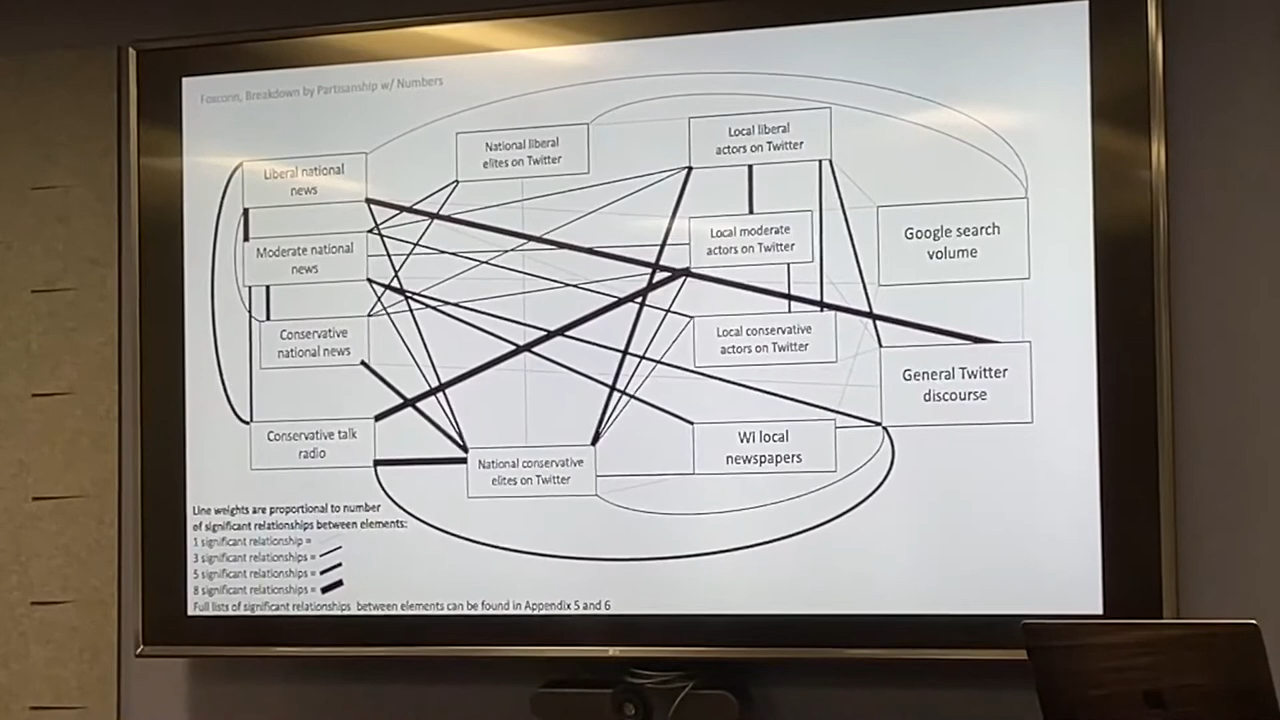 Foxconn, Breakdown by Partisanship w/ Numbers
National liberal
elites on Twitter
Local liberal
actors on Twitter
Liberal national
news
Moderate national
news
Local moderate
actors on Twitter
Google search
volume
Conservative
national news
Local conservative
actors on Twitter
General Twitter
discourse
Conservative talk
radio
National conservative
elites on Twitter
WI local
newspapers
Line weights are proportional to number
of significant relationships between elements:
1 significant relationship =
3 significant relationships =
5 significant relationships =
8 significant relationships =
Full lists of significant relationships between elements can be found in Appendix 5 and 6